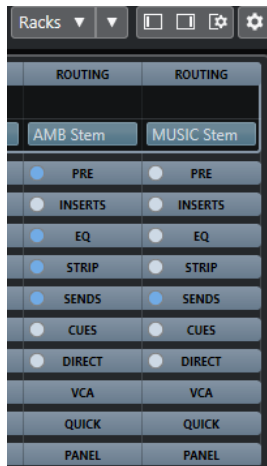 Racks
ROUTING ROUTING
AMB Stem MUSIC Stem
PRE PRE
INSERTS INSERTS
EQ EQ
STRIP STRIP
SENDS SENDS
CUES CUES
DIRECT DIRECT
VCA VCA
QUICK QUICK
PANEL PANEL